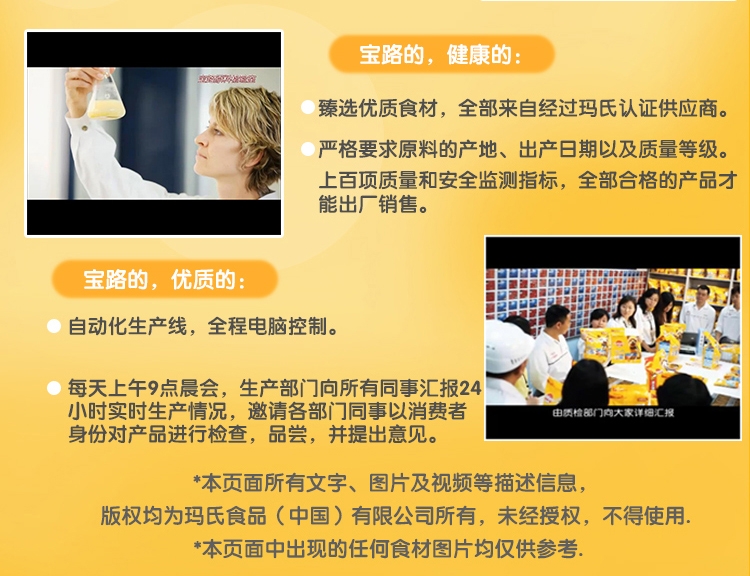 宝路的，健康的：
臻选优质食材，全部来自经过玛氏认证供应商。
严格要求原料的产地、出产日期以及质量等级。
上百项质量和安全监测指标，全部合格的产品才
能出厂销售。
宝路的，优质的：
自动化生产线，全程电脑控制。
每天上午9点晨会，生产部门向所有同事汇报24
小时实时生产情况，邀请各部门同事以消费者
身份对产品进行检查，品尝，并提出意见。
由质检部门向大家详细汇报
*本页面所有文字、图片及视频等描述信息，
版权均为玛氏食品（中国）有限公司所有，未经授权，不得使用.
*本页面中出现的任何食材图片均仅供参考.